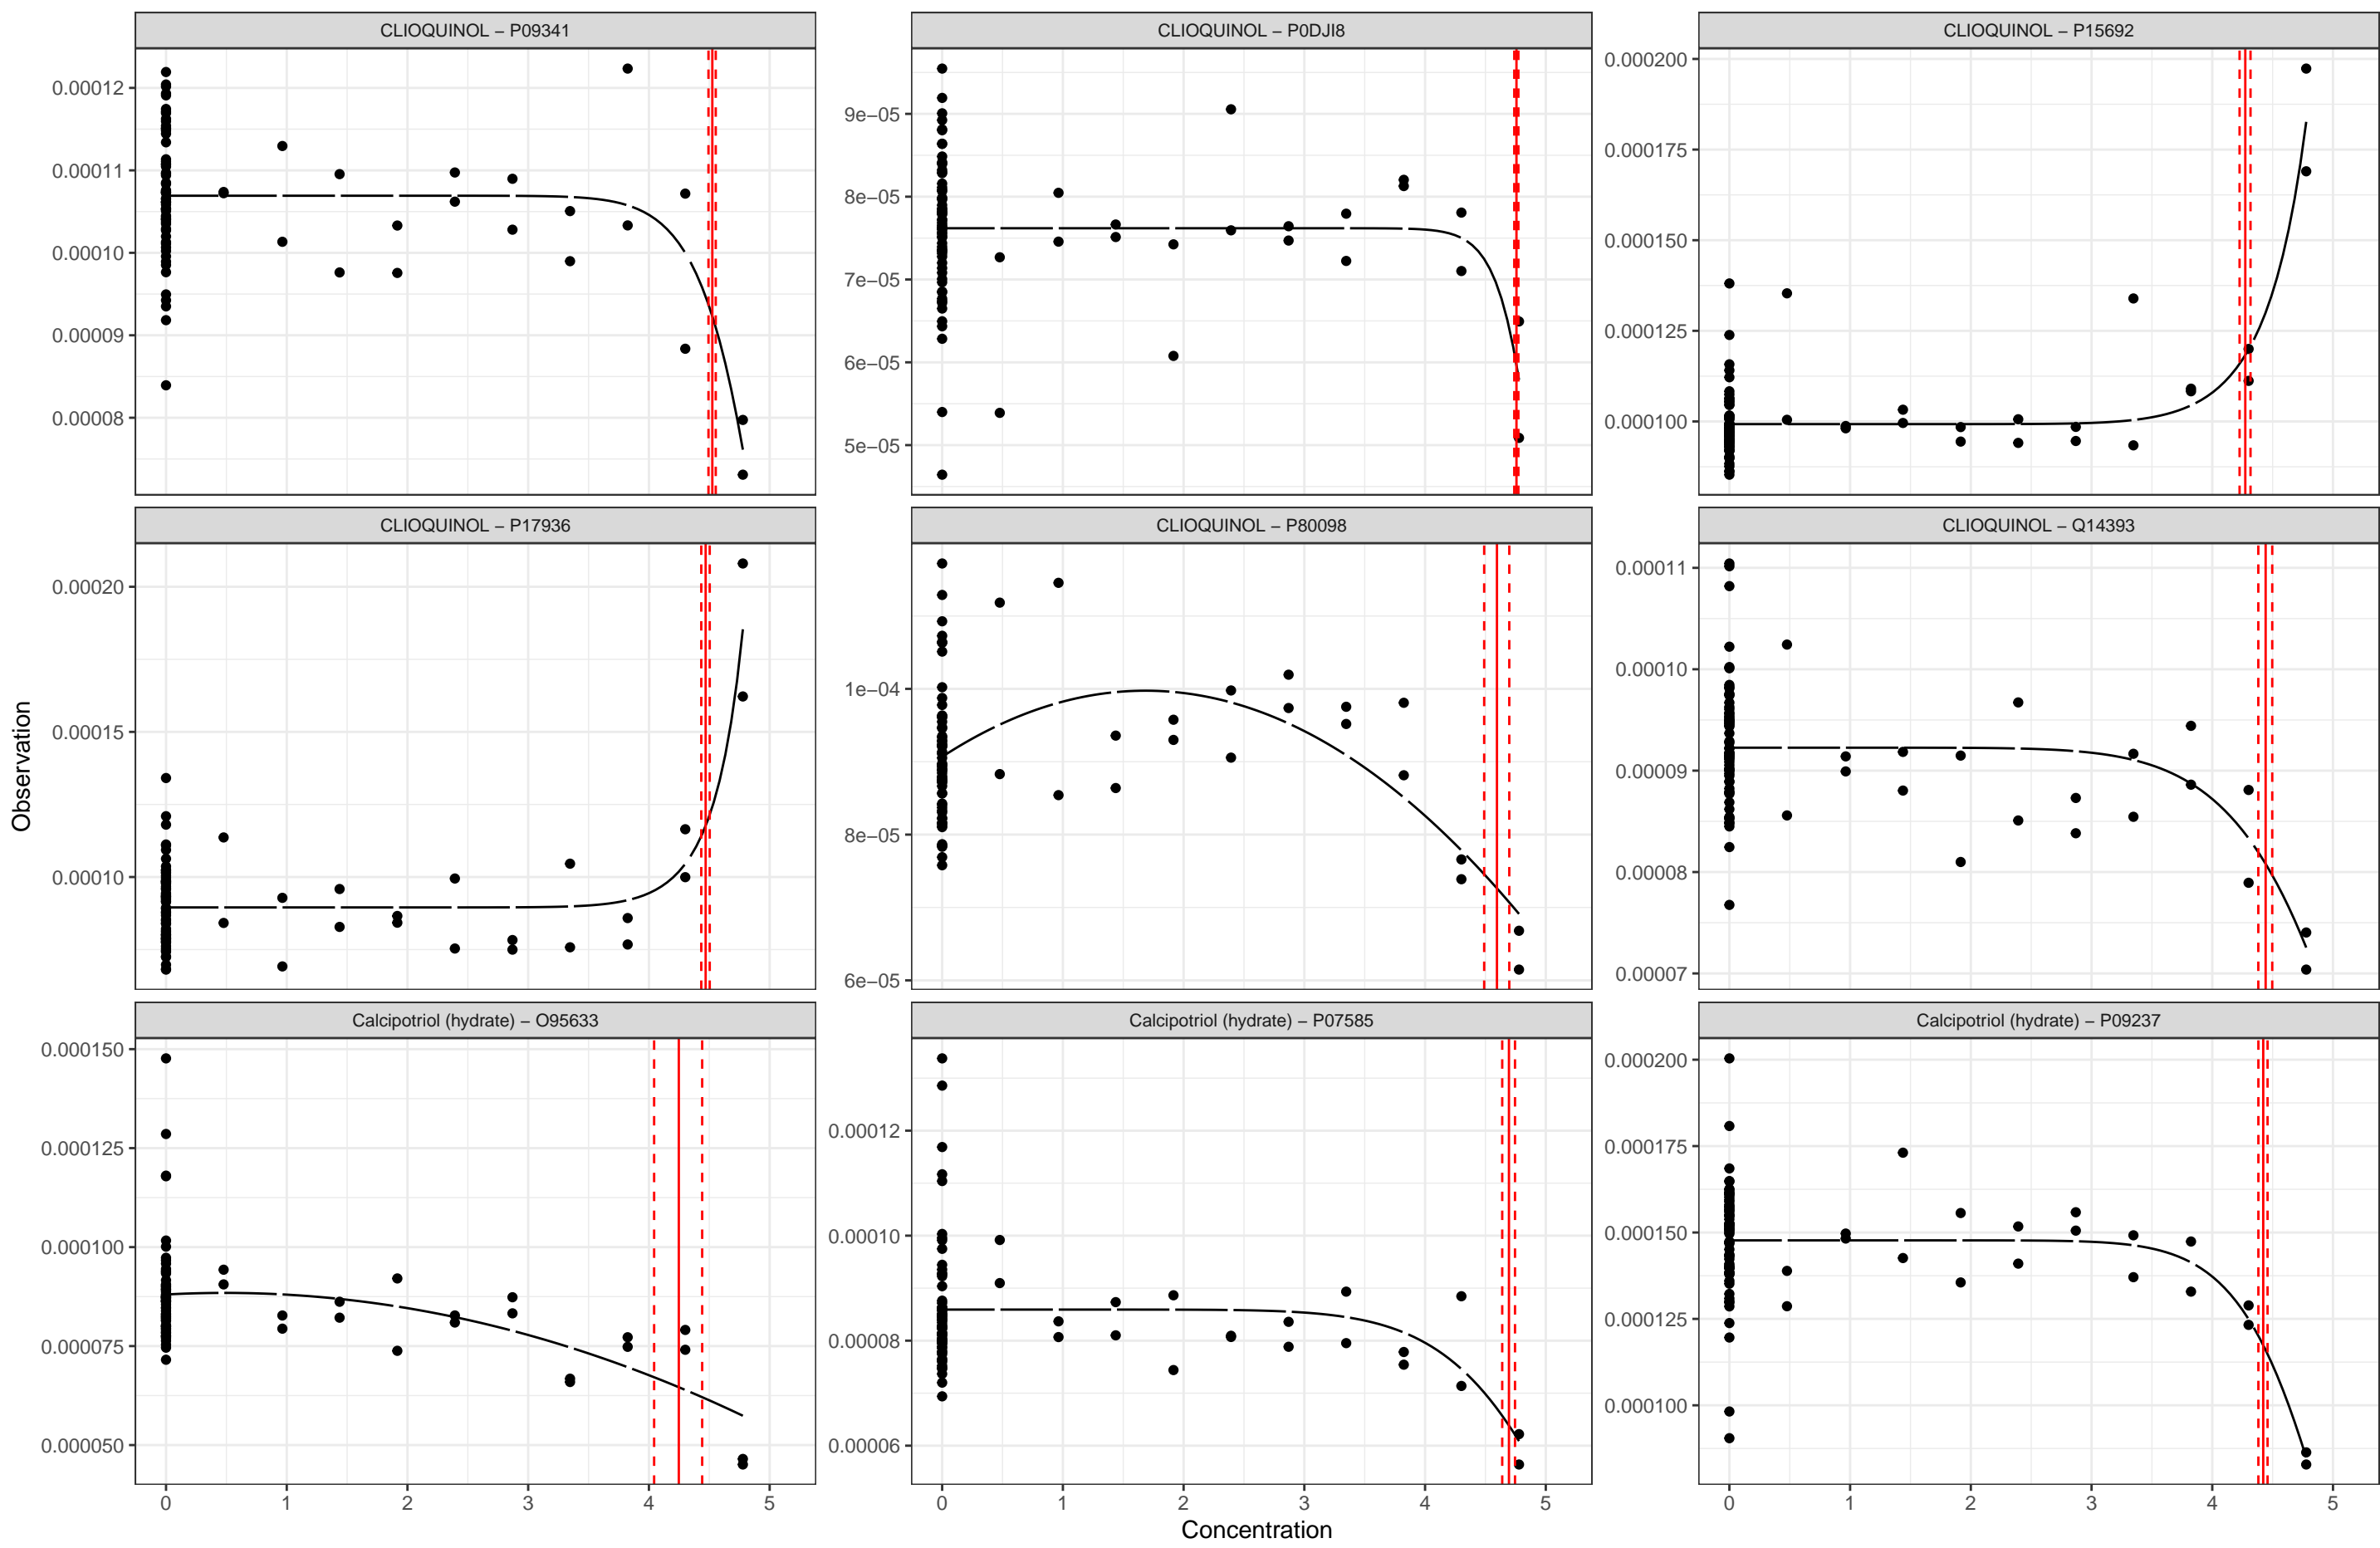 CLIOQUINOL – P09341
CLIOQUINOL – P0DJI8
CLIOQUINOL – P15692
0.00012
0.00011
0.00010
0.00009
0.00008
9e−05
8e−05
7e−05
6e−05
5e−05
0.000200
0.000175
0.000150
0.000125
0.000100
CLIOQUINOL – P17936
CLIOQUINOL – P80098
CLIOQUINOL – Q14393
0.00020
0.00015
0.00010
1e−04
8e−05
6e−05
0.00011
0.00010
0.00009
0.00008
0.00007
Observation
Calcipotriol (hydrate) – O95633
Calcipotriol (hydrate) – P07585
Calcipotriol (hydrate) – P09237
0.000150
0.000125
0.000100
0.000075
0.000050
0.00012
0.00010
0.00008
0.00006
0.000200
0.000175
0.000150
0.000125
0.000100
0 1 2 3 4 5
0 1 2 3 4 5
0 1 2 3 4 5
Concentration